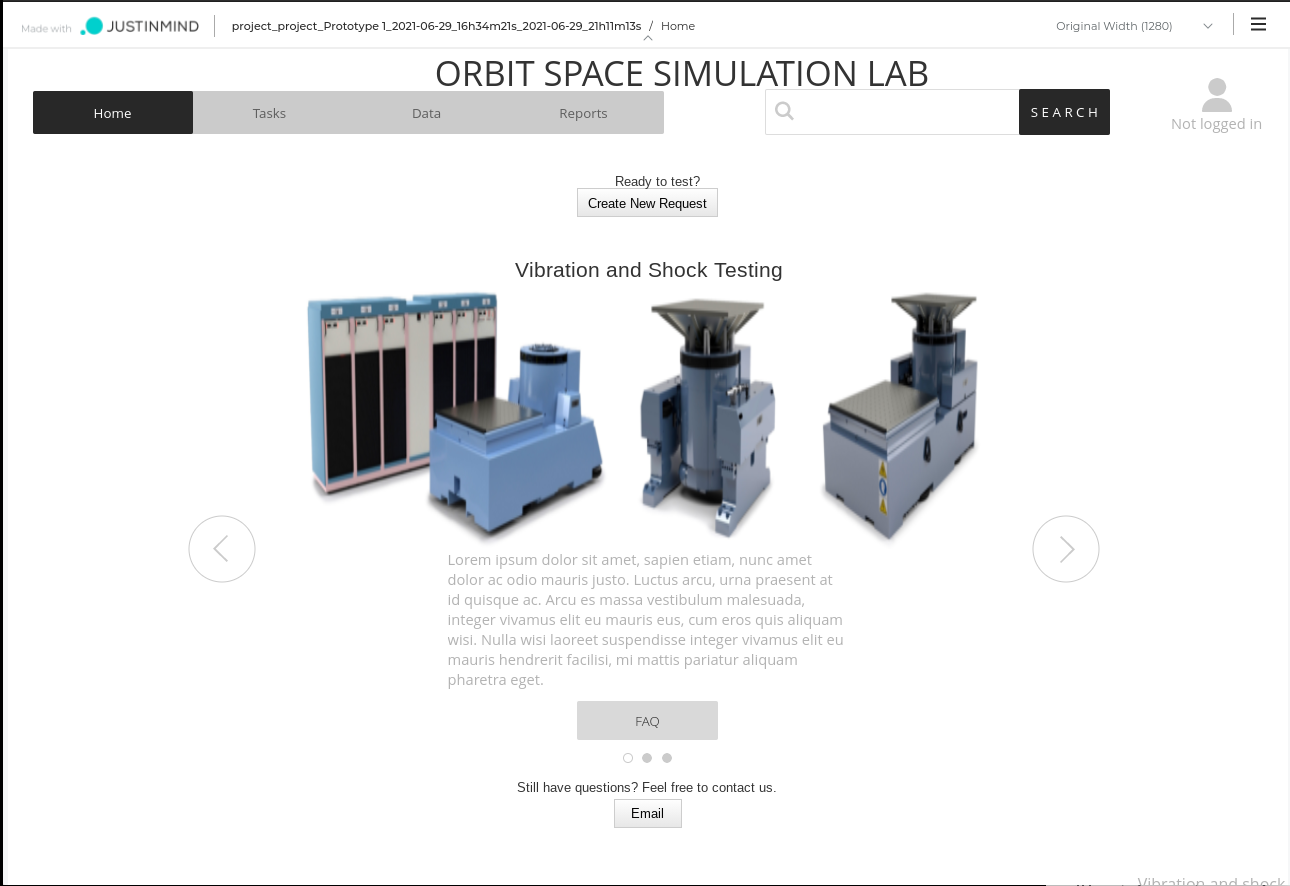 Made with JUSTINMIND project_project_Prototype 1_2021-06-29_16h34m21s_2021-06-29_21h11m13s / Home Original Width (1280)
ORBIT SPACE SIMULATION LAB
Home Tasks Data Reports SEARCH
Not logged in
Ready to test?
Create New Request
Vibration and Shock Testing
Lorem ipsum dolor sit amet, sapien etiam, nunc amet
dolor ac odio mauris justo. Luctus arcu, urna praesent at
id quisque ac. Arcu es massa vestibulum malesuada,
integer vivamus elit eu mauris eus, cum eros quis aliquam
wisi. Nulla wisi laoreet suspendisse integer vivamus elit eu
mauris hendrerit facilisi, mi mattis pariatur aliquam
pharetra eget.
FAQ
Still have questions? Feel free to contact us.
Email
Vibration and shock